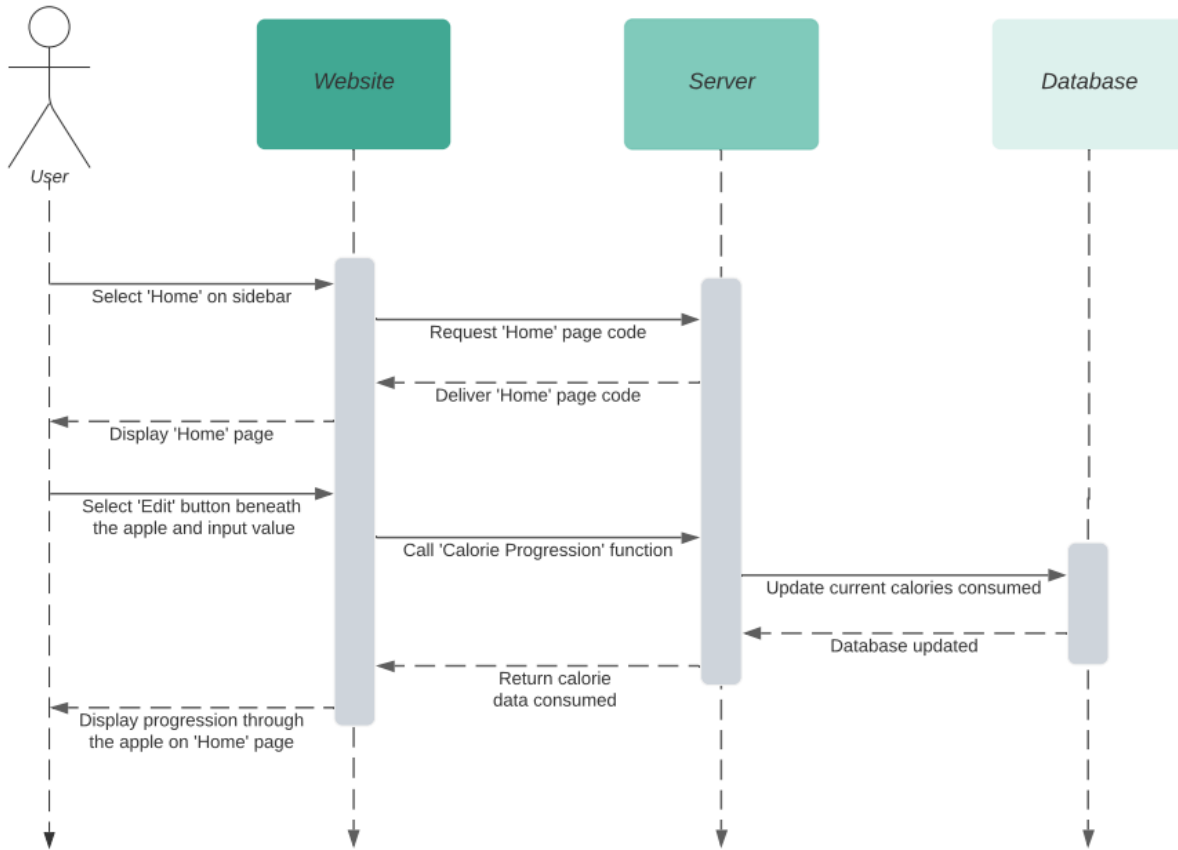 Website
Server
Database
User
Select 'Home' on sidebar
Request 'Home' page code
Deliver 'Home' page code
Display 'Home' page
Select 'Edit' button beneath
the apple and input value
Call 'Calorie Progression' function
Update current calories consumed
Database updated
Return calorie
data consumed
Display progression through
the apple on 'Home' page